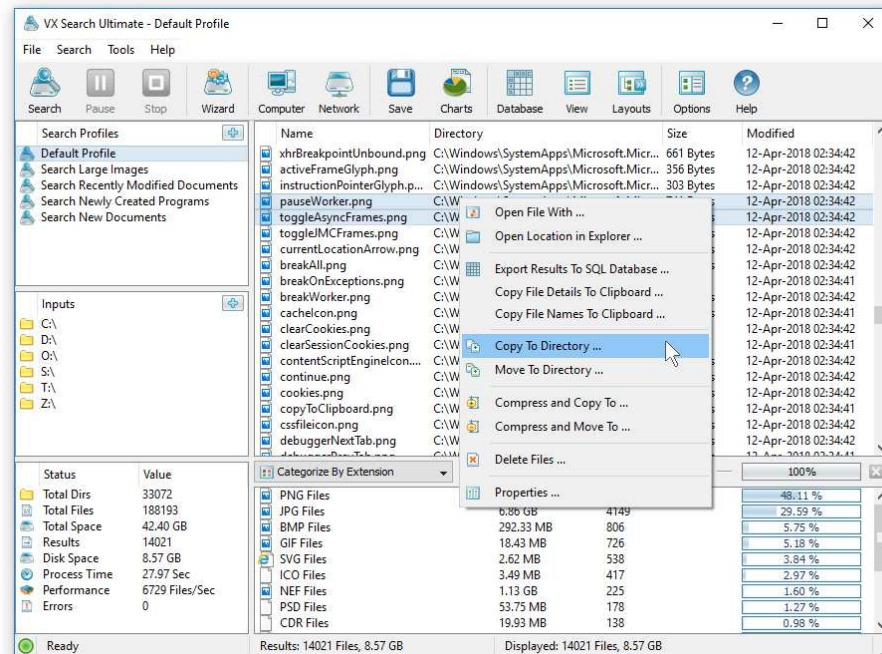 VX Search Ultimate - Default Profile
File Search Tools Help
Search Pause Stop Wizard Computer Network Save Charts Database View Layouts Options Help
Search Profiles
Default Profile
Search Large Images
Search Recently Modified Documents
Search Newly Created Programs
Search New Documents
Inputs
C:\
D:\
O:\
S:\
T:\
Z:\
Status Value
Total Dirs 33072
Total Files 188193
Total Space 42.40 GB
Results 14021
Disk Space 8.57 GB
Process Time 27.97 Sec
Performance 6729 Files/Sec
Errors 0
Name Directory Size Modified
xhrBreakpointUnbound.png C:\Windows\SystemApps\Microsoft.Micr... 661 Bytes 12-Apr-2018 02:34:42
activeFrameGlyph.png C:\Windows\SystemApps\Microsoft.Micr... 356 Bytes 12-Apr-2018 02:34:42
instructionPointerGlyph.p... C:\Windows\SystemApps\Microsoft.Micr... 303 Bytes 12-Apr-2018 02:34:42
pauseWorker.png 12-Apr-2018 02:34:42
toggleAsyncFrames.png C:\W 12-Apr-2018 02:34:42
toggleJMCFrames.png C:\W 12-Apr-2018 02:34:42
currentLocationArrow.png C:\W 12-Apr-2018 02:34:42
breakAll.png C:\W 12-Apr-2018 02:34:42
breakOnExceptions.png C:\W 12-Apr-2018 02:34:41
breakWorker.png C:\W 12-Apr-2018 02:34:42
cacheIcon.png C:\W 12-Apr-2018 02:34:41
clearCookies.png C:\W 12-Apr-2018 02:34:42
clearSessionCookies.png C:\W 12-Apr-2018 02:34:41
contentScriptEngineIcon.... C:\W 12-Apr-2018 02:34:42
continue.png C:\W 12-Apr-2018 02:34:42
cookies.png C:\W 12-Apr-2018 02:34:42
copyToClipboard.png C:\W 12-Apr-2018 02:34:41
cssfileicon.png C:\W 12-Apr-2018 02:34:42
debuggerNextTab.png C:\W 12-Apr-2018 02:34:42
Open File With ...
Open Location in Explorer ...
Export Results To SQL Database ...
Copy File Details To Clipboard ...
Copy File Names To Clipboard ...
Copy To Directory ...
Move To Directory ...
Compress and Copy To ...
Compress and Move To ...
Delete Files ...
Properties ...
Categorize By Extension 100%
PNG Files 48.11 %
JPG Files 6.86 GB 4149 29.59 %
BMP Files 292.33 MB 806 5.75 %
GIF Files 18.43 MB 726 5.18 %
SVG Files 2.62 MB 538 3.84 %
ICO Files 3.49 MB 417 2.97 %
NEF Files 1.13 GB 225 1.60 %
PSD Files 53.75 MB 178 1.27 %
CDR Files 19.93 MB 138 0.98 %
Ready Results: 14021 Files, 8.57 GB Displayed: 14021 Files, 8.57 GB